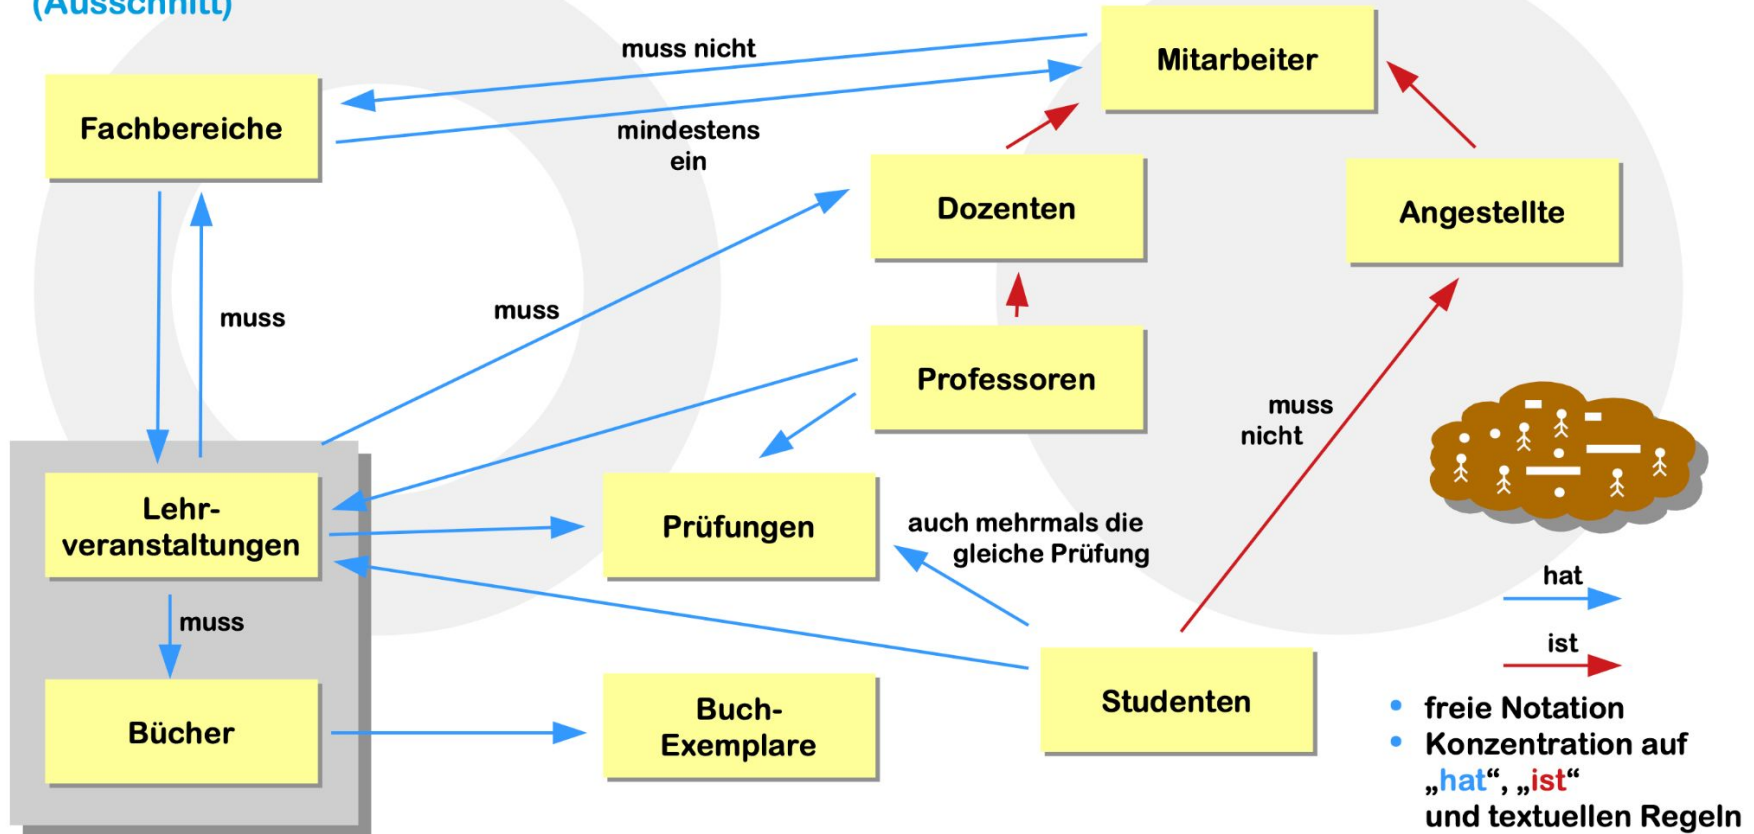 (Ausschnitt)
muss nicht
Mitarbeiter
Fachbereiche
mindestens
ein
Dozenten
Angestellte
muss
muss
Professoren
muss
nicht
Lehr-
veranstaltungen
Prüfungen
auch mehrmals die
gleiche Prüfung
hat
muss
ist
Bücher
Buch-
Exemplare
Studenten
• freie Notation
• Konzentration auf
„hat“, „ist“
und textuellen Regeln